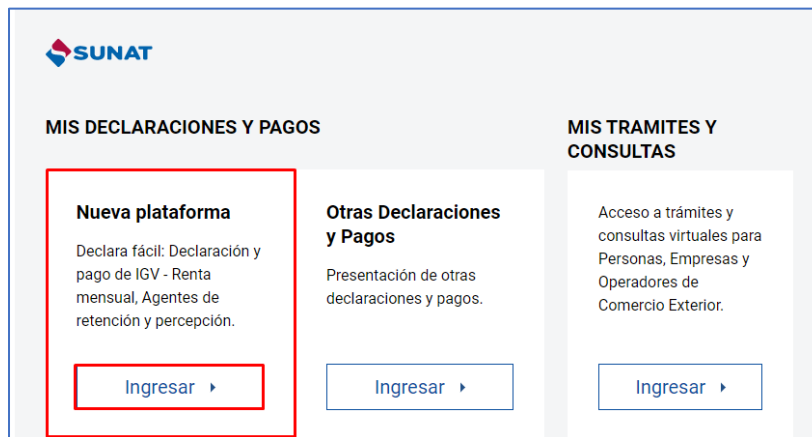 SUNAT
MIS DECLARACIONES Y PAGOS
Nueva plataforma
Declara fácil: Declaración y
pago de IGV - Renta
mensual, Agentes de
retención y percepción.
Ingresar
Otras Declaraciones
y Pagos
Presentación de otras
declaraciones y pagos.
Ingresar
MIS TRAMITES Y
CONSULTAS
Acceso a trámites y
consultas virtuales para
Personas, Empresas y
Operadores de
Comercio Exterior.
Ingresar